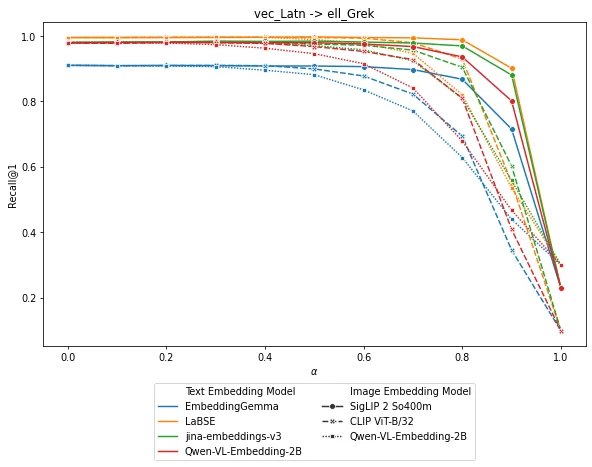 vec_Latn -> ell_Grek
Recall@1
1.0
0.8
0.6
0.4
0.2
0.0 0.2 0.4 0.6 0.8 1.0
α
Text Embedding Model Image Embedding Model
EmbeddingGemma SigLIP 2 So400m
LaBSE CLIP ViT-B/32
jina-embeddings-v3 Qwen-VL-Embedding-2B
Qwen-VL-Embedding-2B